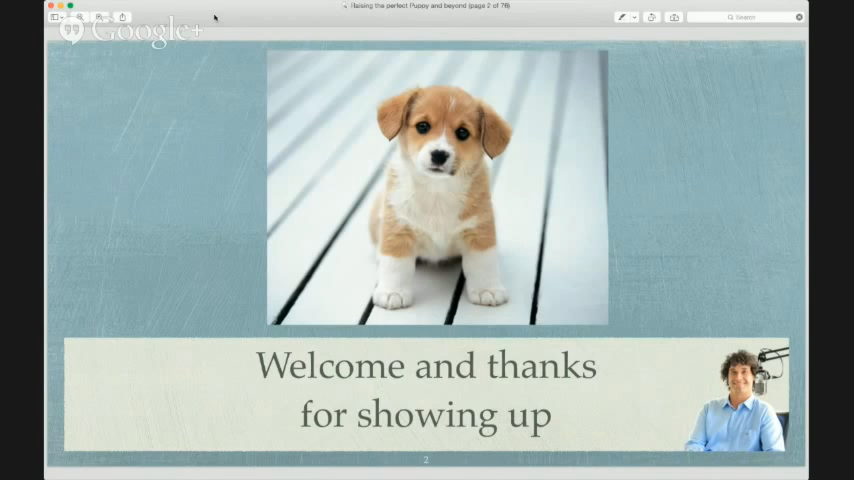 Raising the perfect Puppy and beyond (page 2 of 76)
Search
Google+
Welcome and thanks
for showing up
2